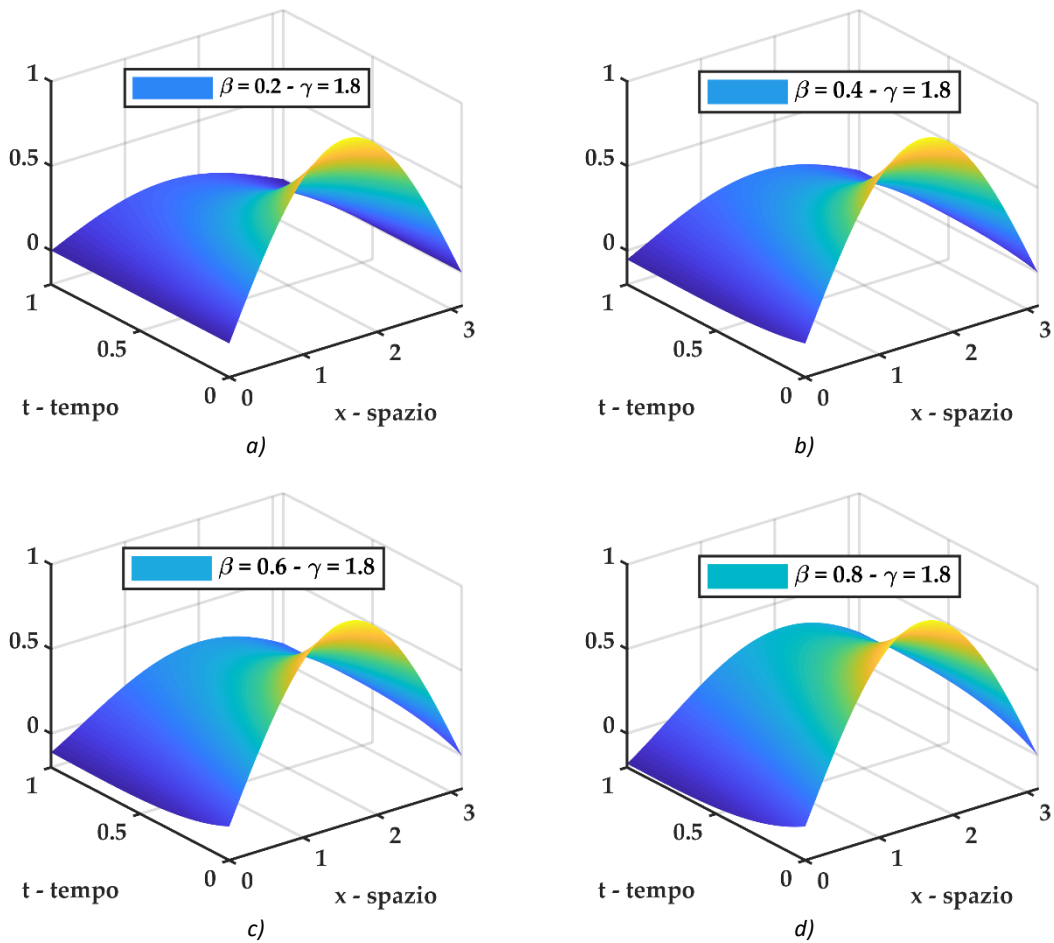 a)
β = 0.2 - γ = 1.8
1
0.5
0
1
0.5
0
0
1
2
3
t - tempo
x - spazio
b)
β = 0.4 - γ = 1.8
1
0.5
0
1
0.5
0
0
1
2
3
t - tempo
x - spazio
a)
b)
β = 0.6 - γ = 1.8
1
0.5
0
1
0.5
0
0
1
2
3
t - tempo
x - spazio
c)
β = 0.8 - γ = 1.8
1
0.5
0
1
0.5
0
0
1
2
3
t - tempo
x - spazio
d)